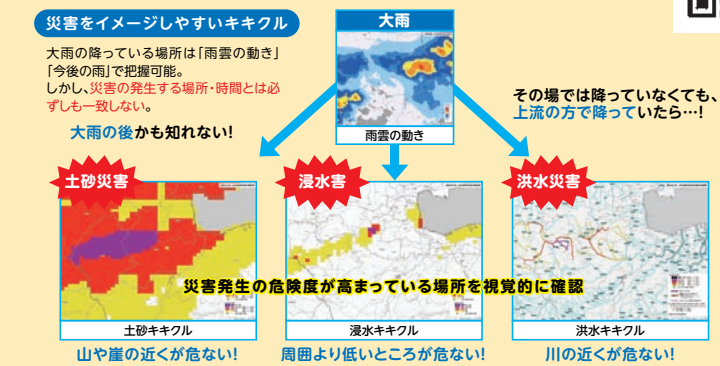 災害をイメージしやすいキキクル
大雨の降っている場所は「雨雲の動き」
「今後の雨」で把握可能。
しかし、災害の発生する場所・時間とは必
ずしも一致しない。
大雨の後かも知れない!
大雨
雨雲の動き
その場では降っていなくても、
上流の方で降っていたら…!
土砂災害
浸水害
洪水災害
災害発生の危険度が高まっている場所を視覚的に確認
土砂キキクル
浸水キキクル
洪水キキクル
山や崖の近くが危ない!
周囲より低いところが危ない!
川の近くが危ない!